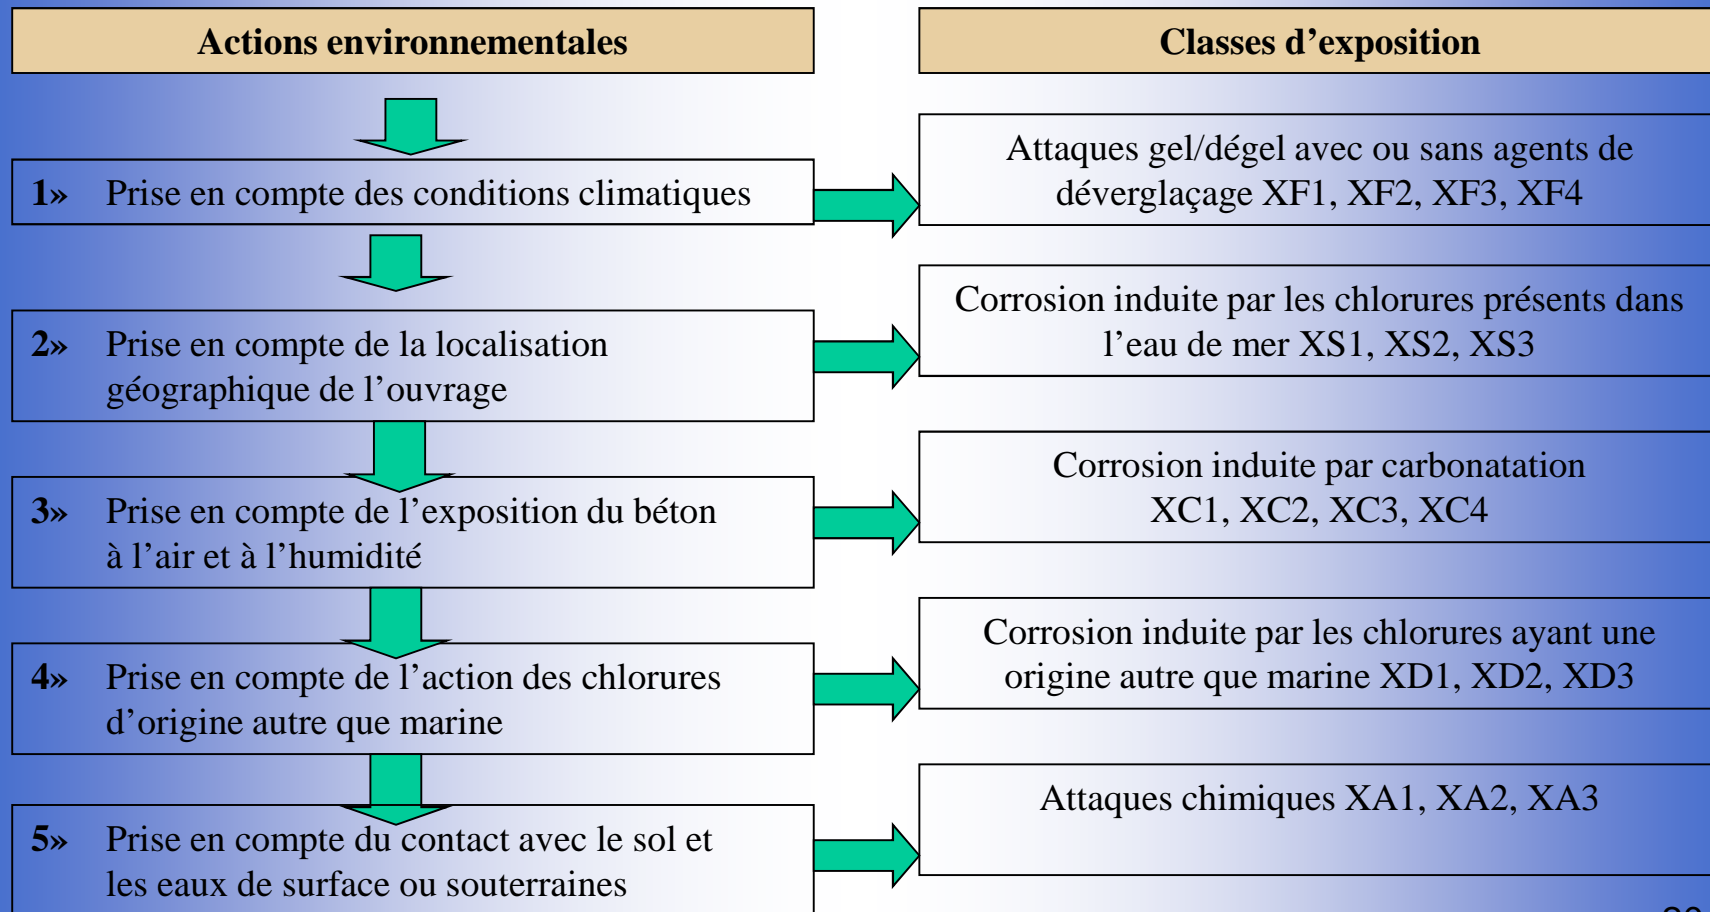 Actions environnementales
Classes d’exposition
1» Prise en compte des conditions climatiques
Attaques gel/dégel avec ou sans agents de
déverglaçage XF1, XF2, XF3, XF4
2» Prise en compte de la localisation
géographique de l’ouvrage
Corrosion induite par les chlorures présents dans
l’eau de mer XS1, XS2, XS3
3» Prise en compte de l’exposition du béton
à l’air et à l’humidité
Corrosion induite par carbonatation
XC1, XC2, XC3, XC4
4» Prise en compte de l’action des chlorures
d’origine autre que marine
Corrosion induite par les chlorures ayant une
origine autre que marine XD1, XD2, XD3
5» Prise en compte du contact avec le sol et
les eaux de surface ou souterraines
Attaques chimiques XA1, XA2, XA3